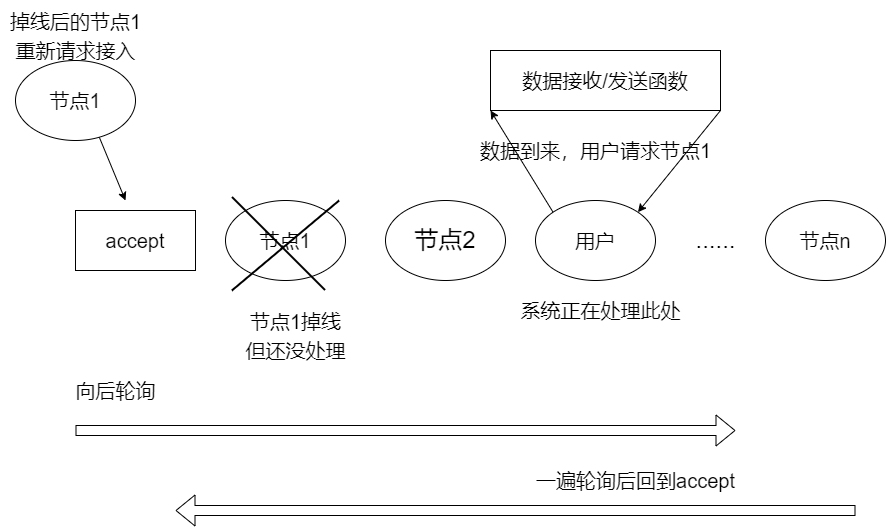 掉线后的节点1
重新请求接入
节点1
数据接收/发送函数
数据到来，用户请求节点1
accept
节点1
节点2
用户
……
节点n
节点1掉线
但还没处理
系统正在处理此处
向后轮询
一遍轮询后回到accept